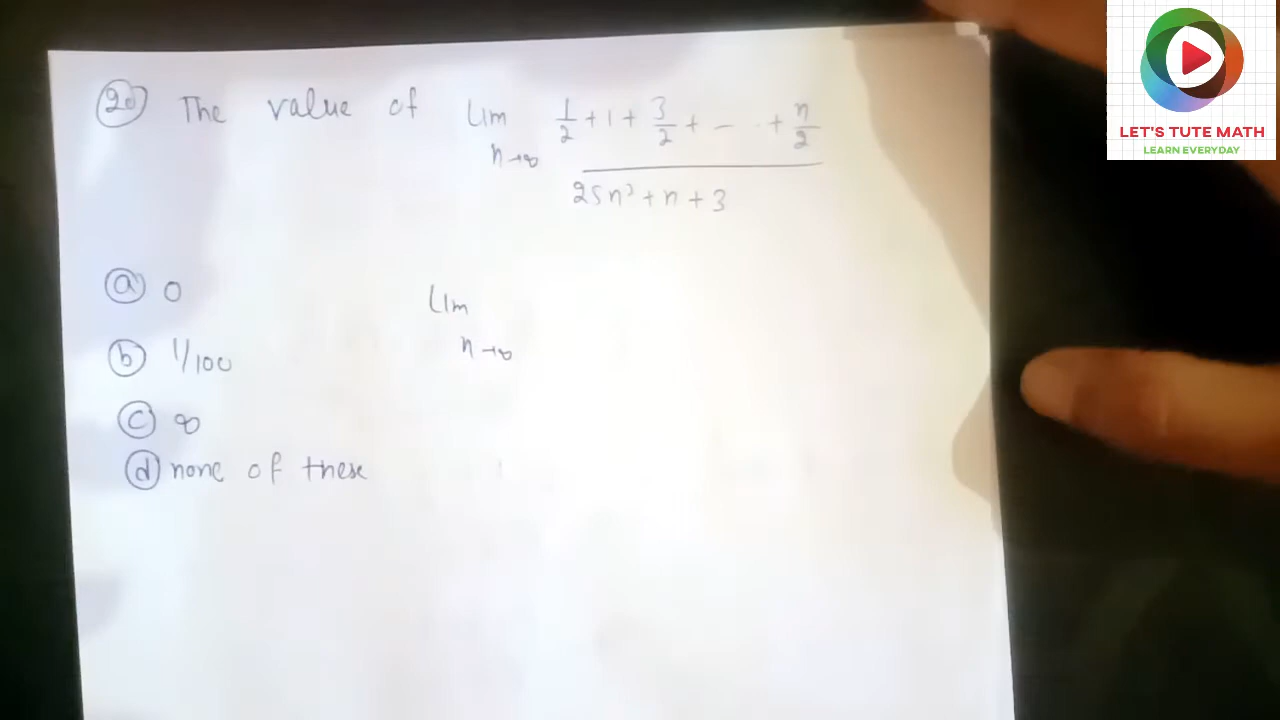 20 The value of Lim n→∞ 1/2 + 1 + 3/2 + - . . + n/2
25n² + n + 3
a 0
b 1/100
c ∞
d none of these
Lim
n→∞
LET'S TUTE MATH
LEARN EVERYDAY